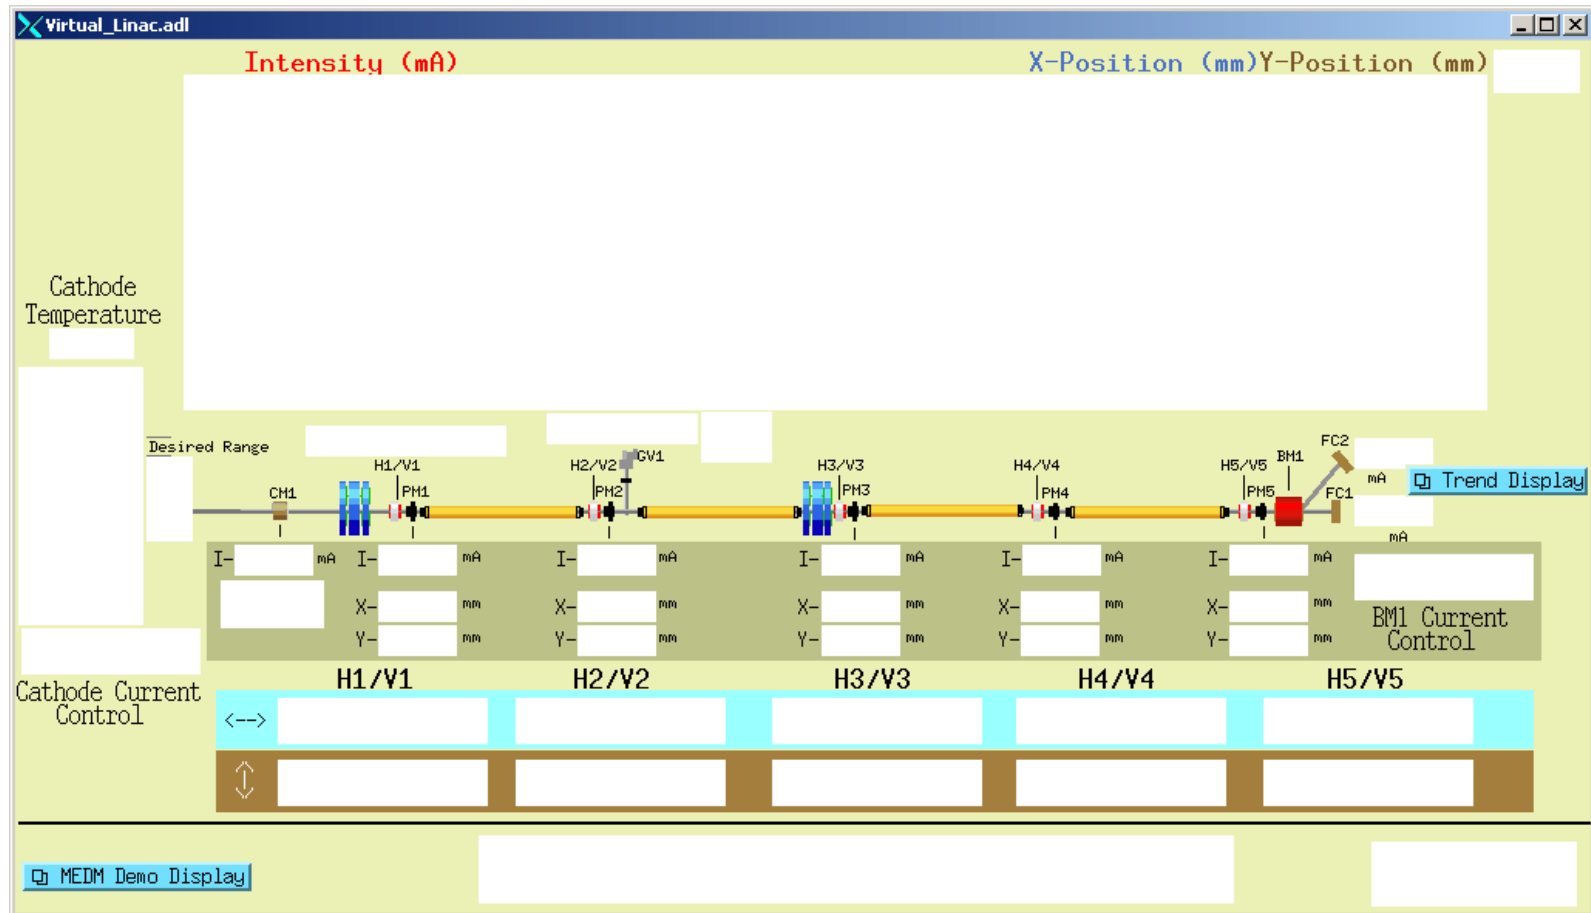 Virtual_Linac.adl
Intensity (mA)
X-Position (mm)
Y-Position (mm)
Cathode
Temperature
Desired Range
CM1
H1/V1
PM1
H2/V2
GV1
PM2
H3/V3
PM3
H4/V4
PM4
H5/V5
PM5
BM1
FC2
mA
FC1
mA
Trend Display
I- mA I- mA I- mA I- mA I- mA I- mA
X- mm X- mm X- mm X- mm X- mm
Y- mm Y- mm Y- mm Y- mm Y- mm
BM1 Current
Control
Cathode Current
Control
H1/V1 H2/V2 H3/V3 H4/V4 H5/V5
<-->
MEDM Demo Display